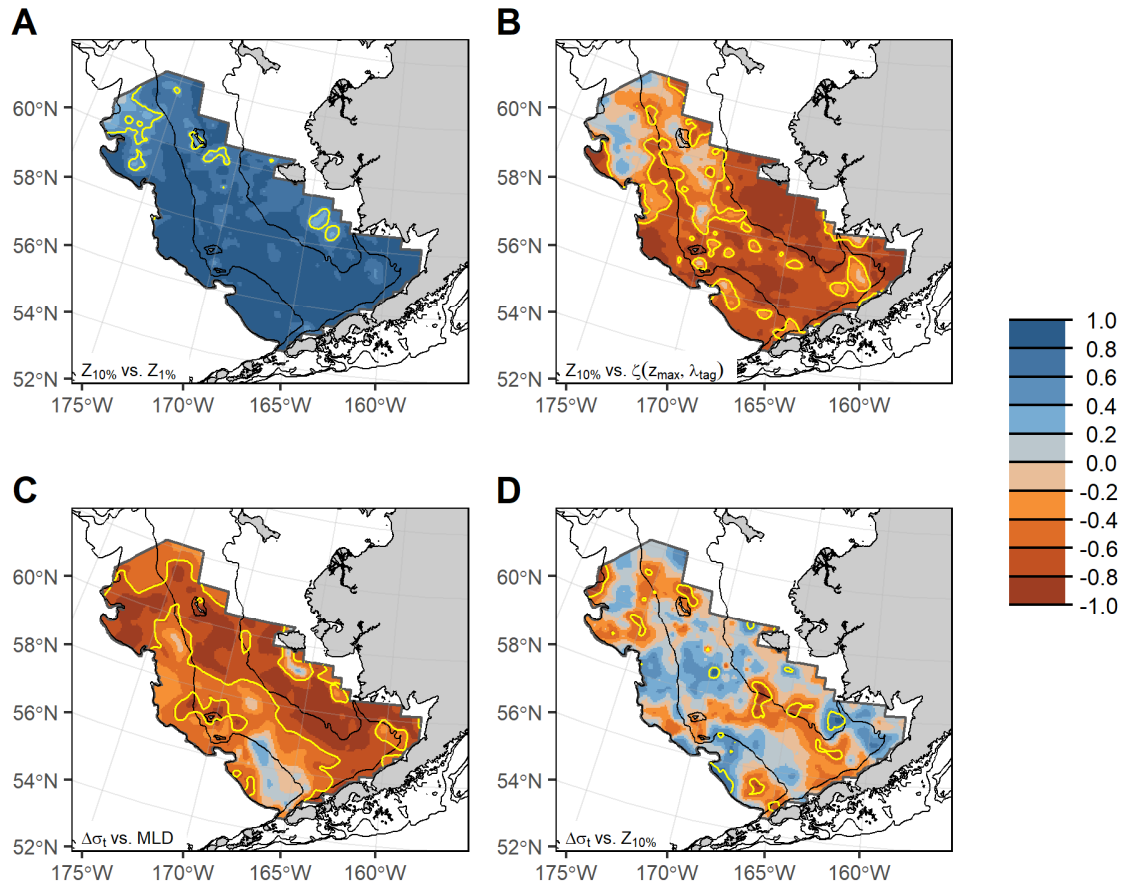 A
B
60°N
58°N
56°N
54°N
52°N
Z10% vs. Z1%
175°W 170°W 165°W 160°W
60°N
58°N
56°N
54°N
52°N
Z10% vs. ζ(zmax, λtag)
175°W 170°W 165°W 160°W
1.0
0.8
0.6
0.4
0.2
0.0
-0.2
-0.4
-0.6
-0.8
-1.0
C
D
60°N
58°N
56°N
54°N
52°N
Δσt vs. MLD
175°W 170°W 165°W 160°W
60°N
58°N
56°N
54°N
52°N
Δσt vs. Z10%
175°W 170°W 165°W 160°W